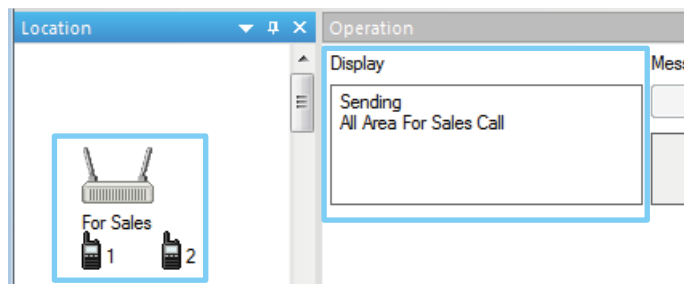 Location
Operation
Display
Sending
All Area For Sales Call
For Sales
1
2